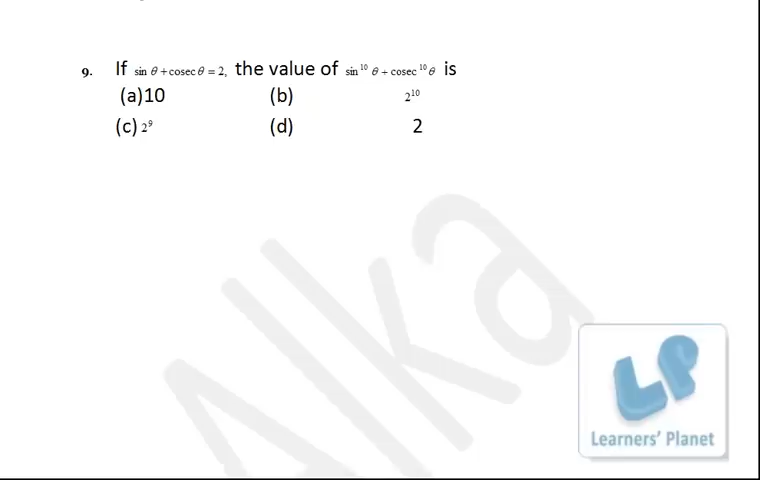 9. If sin θ + cosec θ = 2, the value of sin¹⁰ θ + cosec ¹⁰ θ is
(a)10 (b) 2¹⁰
(c) 2⁹ (d) 2
Alka
LP
Learners' Planet